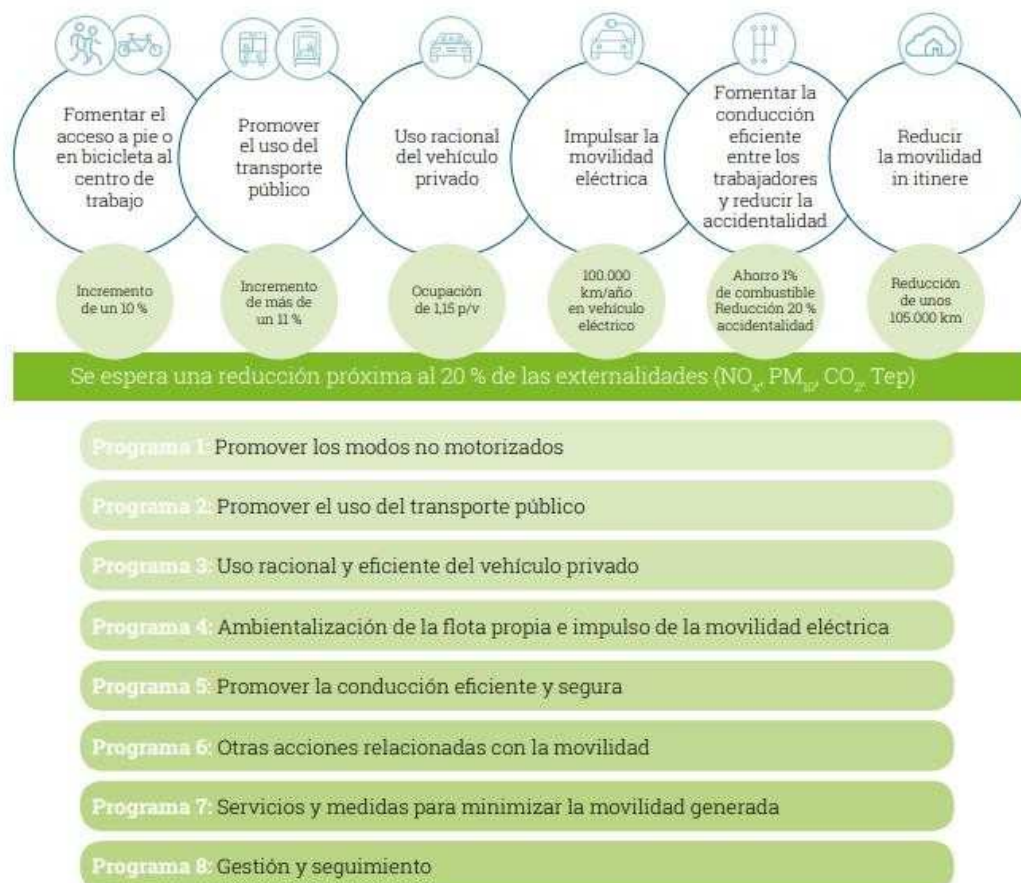 Fomentar el
acceso a pie o
en bicicleta al
centro de
trabajo
Promover
el uso del
transporte
público
Uso racional
del vehículo
privado
Impulsar la
movilidad
eléctrica
Fomentar la
conducción
eficiente
entre los
trabajadores
y reducir la
accidentalidad
Reducir
la movilidad
in itinere
Incremento
de un 10 %
Incremento
de más de
un 11 %
Ocupación
de 1,15 p/v
100.000
km/año
en vehículo
eléctrico
Ahorro 1%
de combustible
Reducción 20 %
accidentalidad
Reducción
de unos
105.000 km
Se espera una reducción próxima al 20 % de las externalidades (NOₓ, PM₁₀, CO₂, Tep)
Programa 1: Promover los modos no motorizados
Programa 2: Promover el uso del transporte público
Programa 3: Uso racional y eficiente del vehículo privado
Programa 4: Ambientalización de la flota propia e impulso de la movilidad eléctrica
Programa 5: Promover la conducción eficiente y segura
Programa 6: Otras acciones relacionadas con la movilidad
Programa 7: Servicios y medidas para minimizar la movilidad generada
Programa 8: Gestión y seguimiento